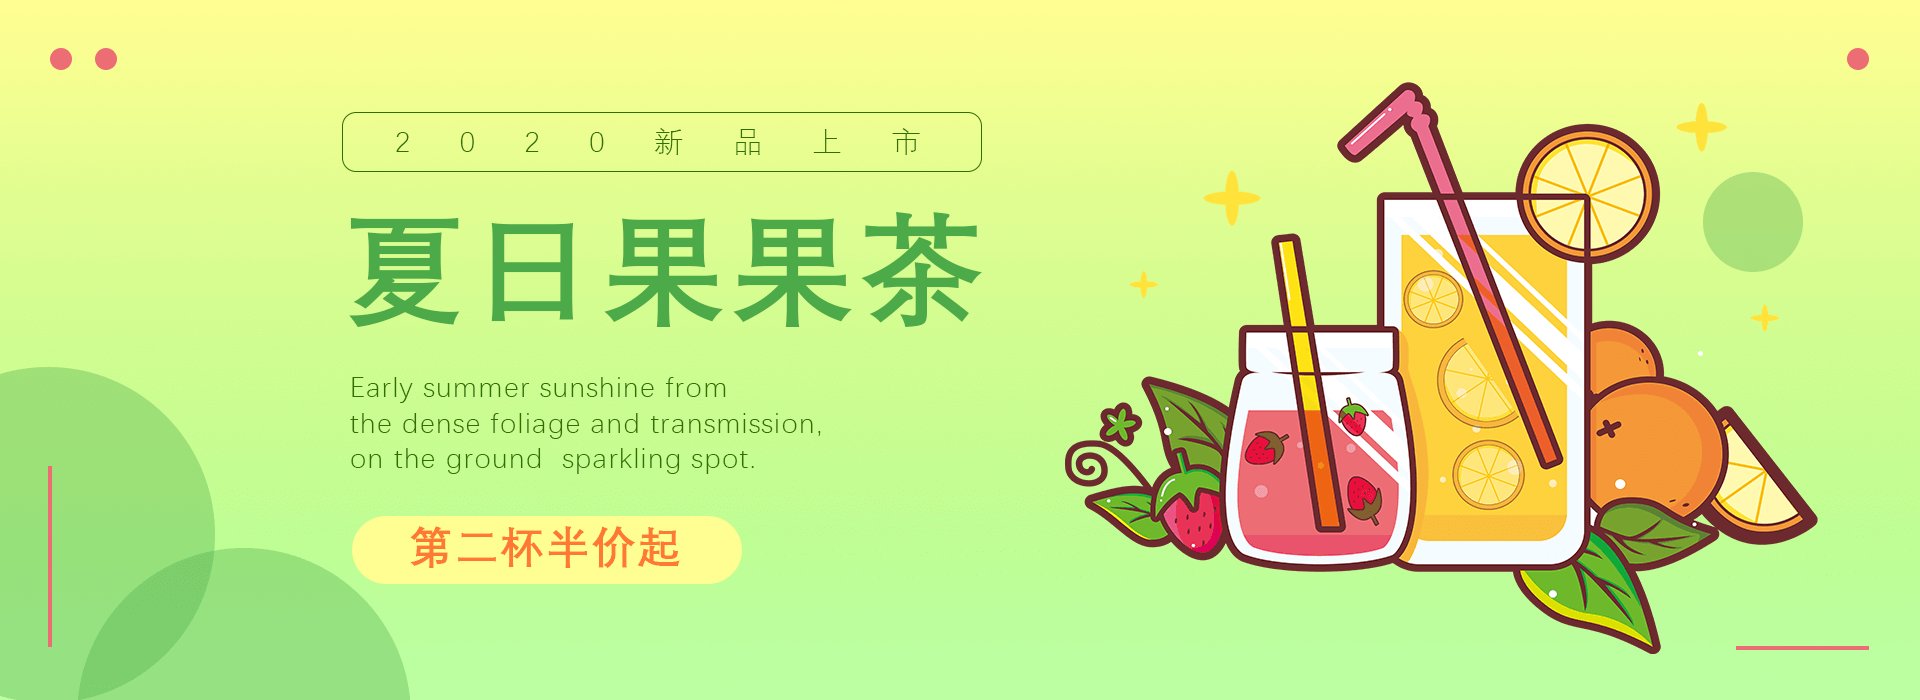 2020新品上市
夏日果果茶
Early summer sunshine from
the dense foliage and transmission,
on the ground  sparkling spot.
第二杯半价起